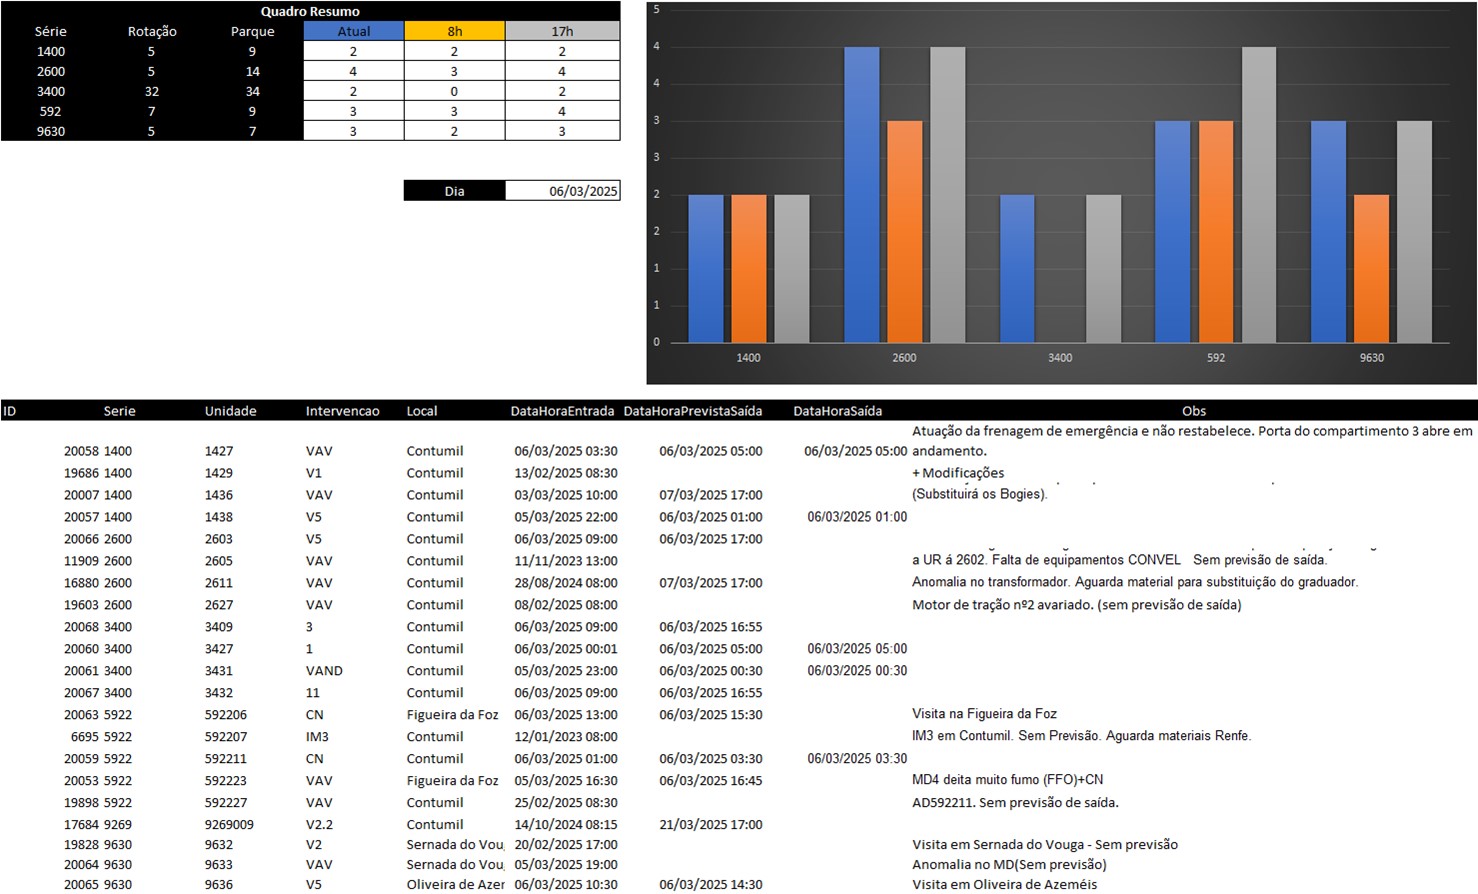 Quadro Resumo
Série Rotação Parque Atual 8h 17h
1400 5 9 2 2 2
2600 5 14 4 3 4
3400 32 34 2 0 2
592 7 9 3 3 4
9630 5 7 3 2 3
Dia 06/03/2025
5
4
4
3
3
2
2
1
1
0
1400 2600 3400 592 9630
ID Serie Unidade Intervencao Local DataHoraEntrada DataHoraPrevistaSaída DataHoraSaída Obs
Atuação da frenagem de emergência e não restabelece. Porta do compartimento 3 abre em
20058 1400 1427 VAV Contumil 06/03/2025 03:30 06/03/2025 05:00 06/03/2025 05:00 andamento.
19686 1400 1429 V1 Contumil 13/02/2025 08:30 + Modificações
20007 1400 1436 VAV Contumil 03/03/2025 10:00 07/03/2025 17:00 (Substituirá os Bogies).
20057 1400 1438 V5 Contumil 05/03/2025 22:00 06/03/2025 01:00 06/03/2025 01:00
20066 2600 2603 V5 Contumil 06/03/2025 09:00 06/03/2025 17:00
11909 2600 2605 VAV Contumil 11/11/2023 13:00 a UR á 2602. Falta de equipamentos CONVEL Sem previsão de saída.
16880 2600 2611 VAV Contumil 28/08/2024 08:00 07/03/2025 17:00 Anomalia no transformador. Aguarda material para substituição do graduador.
19603 2600 2627 VAV Contumil 08/02/2025 08:00 Motor de tração nº2 avariado. (sem previsão de saída)
20068 3400 3409 3 Contumil 06/03/2025 09:00 06/03/2025 16:55
20060 3400 3427 1 Contumil 06/03/2025 00:01 06/03/2025 05:00 06/03/2025 05:00
20061 3400 3431 VAND Contumil 05/03/2025 23:00 06/03/2025 00:30 06/03/2025 00:30
20067 3400 3432 11 Contumil 06/03/2025 09:00 06/03/2025 16:55
20063 5922 592206 CN Figueira da Foz 06/03/2025 13:00 06/03/2025 15:30 Visita na Figueira da Foz
6695 5922 592207 IM3 Contumil 12/01/2023 08:00 IM3 em Contumil. Sem Previsão. Aguarda materiais Renfe.
20059 5922 592211 CN Contumil 06/03/2025 01:00 06/03/2025 03:30 06/03/2025 03:30
20053 5922 592223 VAV Figueira da Foz 05/03/2025 16:30 06/03/2025 16:45 MD4 deita muito fumo (FFO)+CN
19898 5922 592227 VAV Contumil 25/02/2025 08:30 AD592211. Sem previsão de saída.
17684 9269 9269009 V2.2 Contumil 14/10/2024 08:15 21/03/2025 17:00
19828 9630 9632 V2 Sernada do Vou 20/02/2025 17:00 Visita em Sernada do Vouga - Sem previsão
20064 9630 9633 VAV Sernada do Vou 05/03/2025 19:00 Anomalia no MD(Sem previsão)
20065 9630 9636 V5 Oliveira de Azer 06/03/2025 10:30 06/03/2025 14:30 Visita em Oliveira de Azeméis